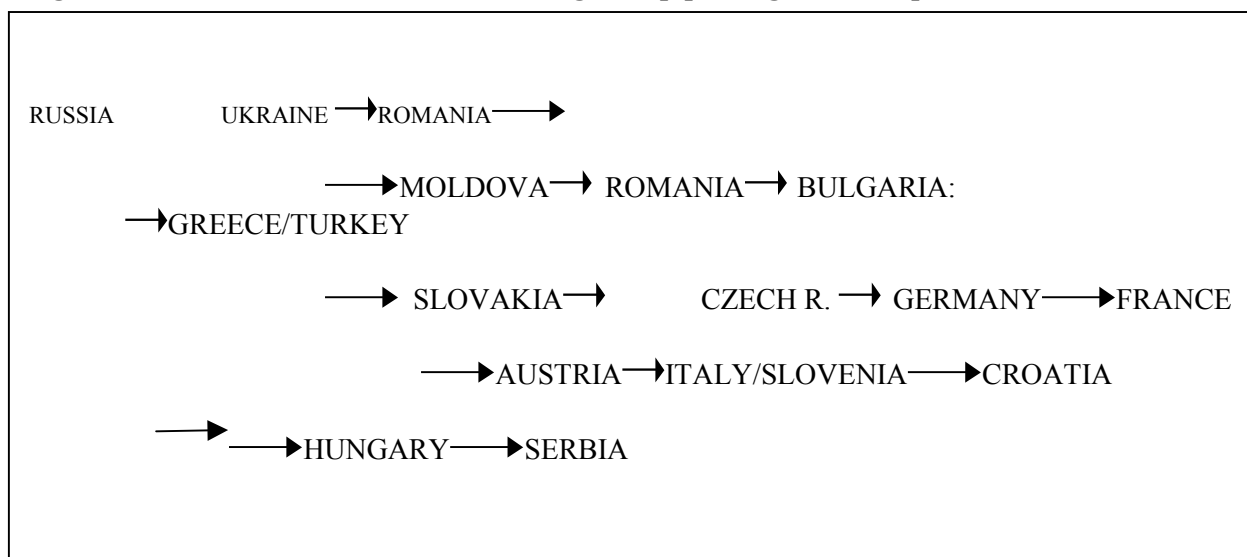 RUSSIA UKRAINE ROMANIA
MOLDOVA ROMANIA BULGARIA:
GREECE/TURKEY
SLOVAKIA CZECH R. GERMANY FRANCE
AUSTRIA ITALY/SLOVENIA CROATIA
HUNGARY SERBIA